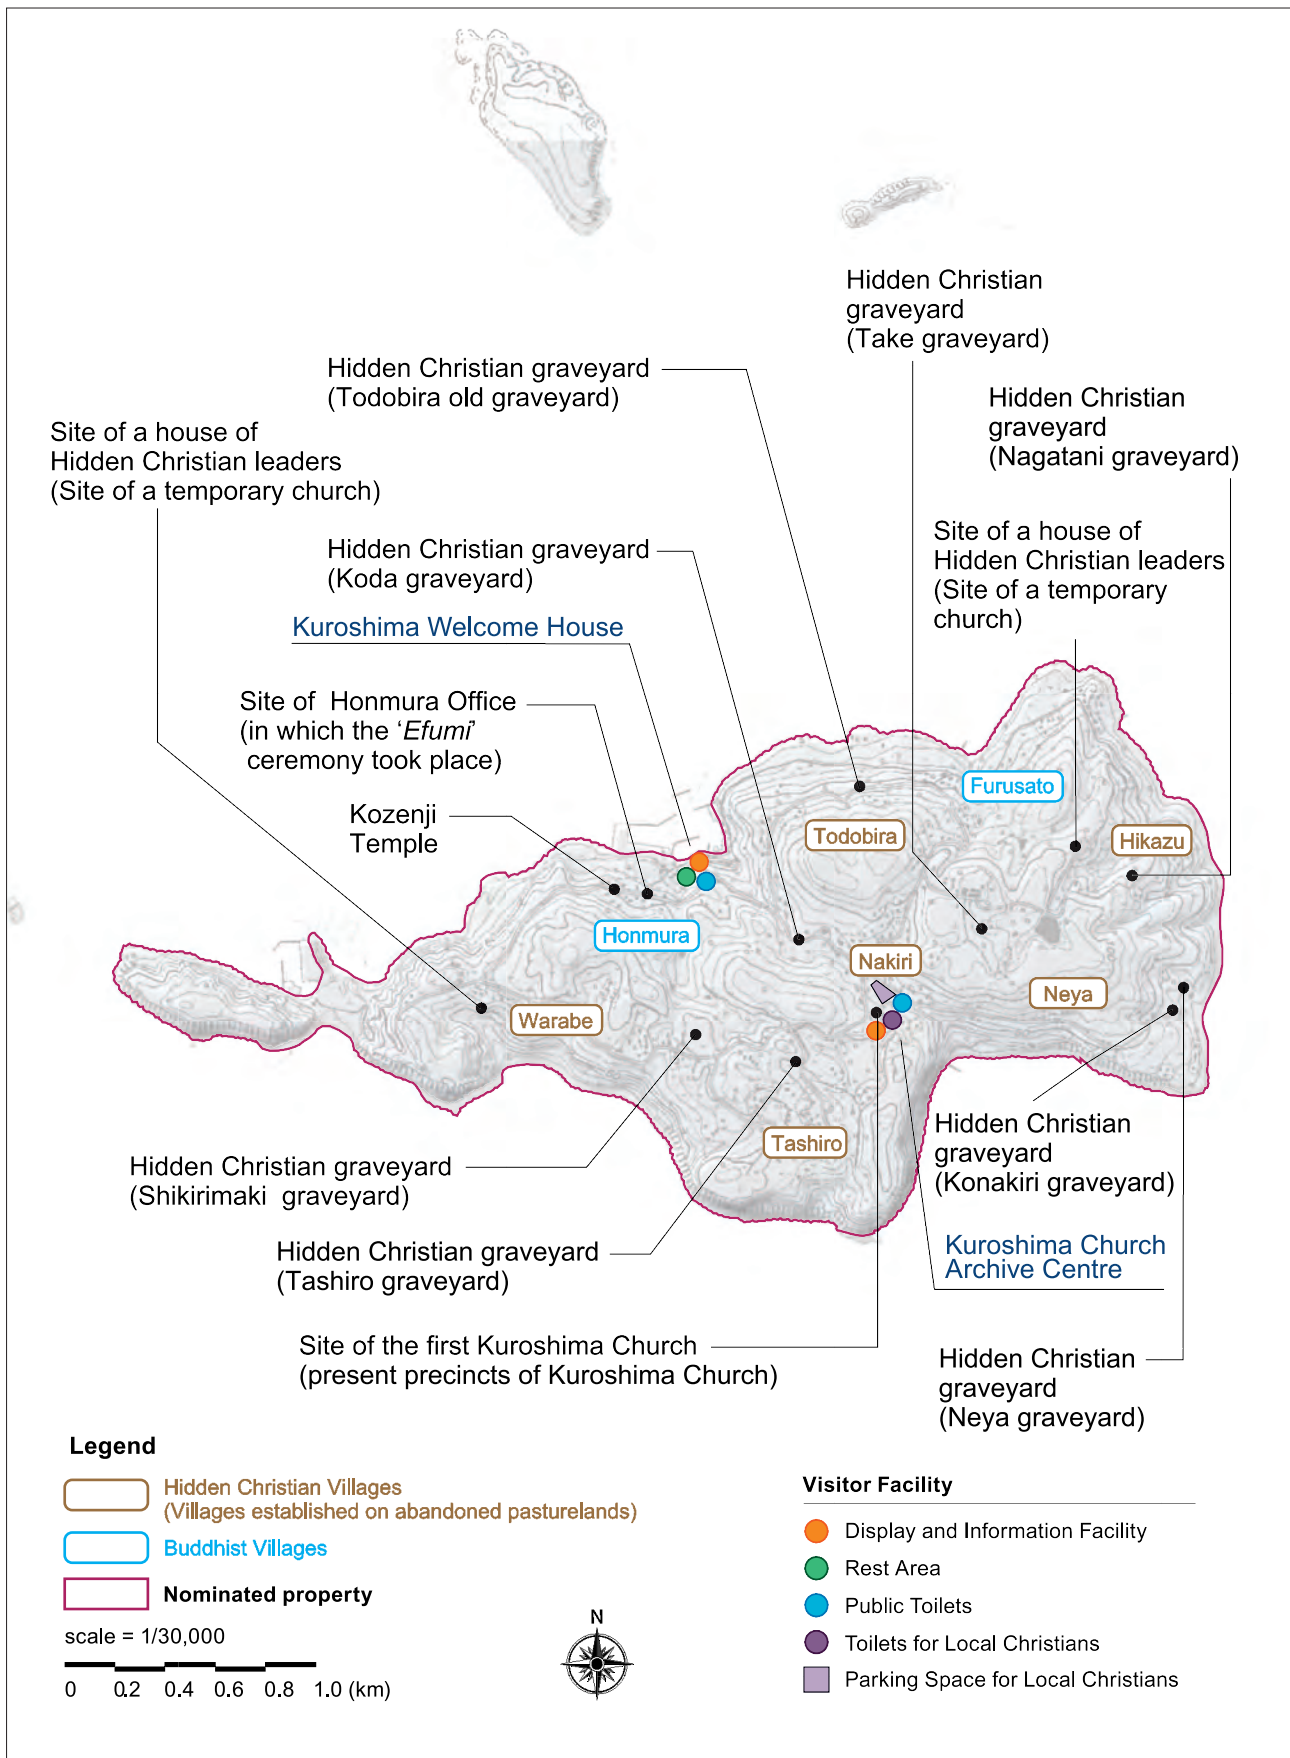 Hidden Christian
graveyard
(Take graveyard)
Hidden Christian graveyard
(Todobira old graveyard)
Hidden Christian
graveyard
(Nagatani graveyard)
Site of a house of
Hidden Christian leaders
(Site of a temporary church)
Site of a house of
Hidden Christian leaders
(Site of a temporary
church)
Hidden Christian graveyard
(Koda graveyard)
Kuroshima Welcome House
Site of Honmura Office
(in which the ‘Efumi’
ceremony took place)
Kozenji
Temple
Furusato
Todobira
Hikazu
Honmura
Nakiri
Neya
Warabe
Tashiro
Hidden Christian
graveyard
(Konakiri graveyard)
Hidden Christian graveyard
(Shikirimaki graveyard)
Hidden Christian graveyard
(Tashiro graveyard)
Kuroshima Church
Archive Centre
Site of the first Kuroshima Church
(present precincts of Kuroshima Church)
Hidden Christian
graveyard
(Neya graveyard)
Legend
Hidden Christian Villages
(Villages established on abandoned pasturelands)
Buddhist Villages
Nominated property
scale = 1/30,000
0 0.2 0.4 0.6 0.8 1.0 (km)
N
Visitor Facility
Display and Information Facility
Rest Area
Public Toilets
Toilets for Local Christians
Parking Space for Local Christians